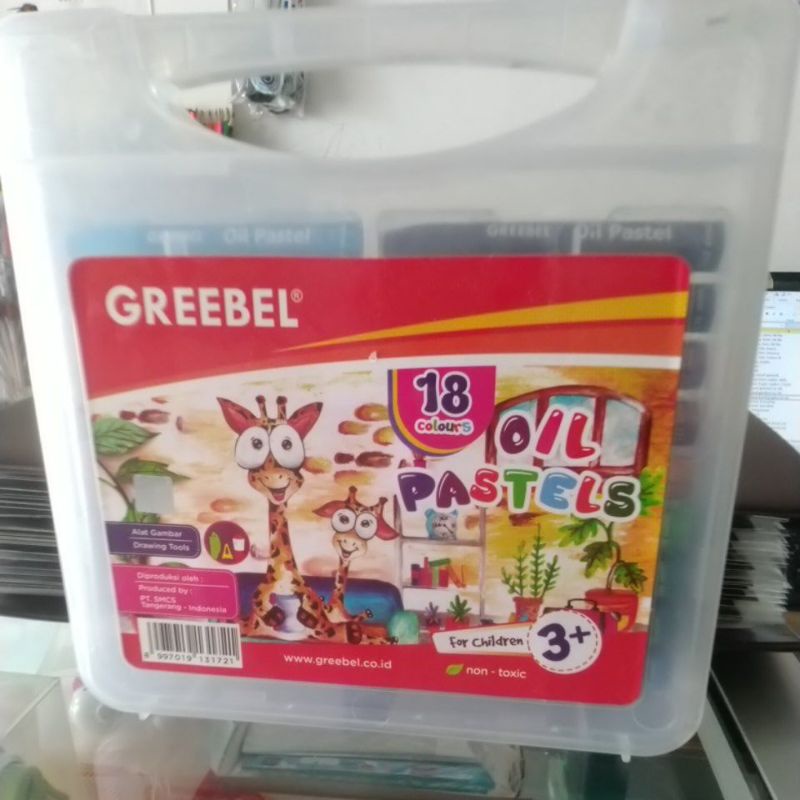 GREEBEL Oil Pastel
GREEBEL Oil Pastel
GREEBEL®
18
colours
OIL
PASTELS
Alat Gambar
Drawing Tools
Diproduksi oleh :
Produced by :
PT. SMCS
Tangerang - Indonesia
8 997019 131721
www.greebel.co.id
For Children
3+
non - toxic